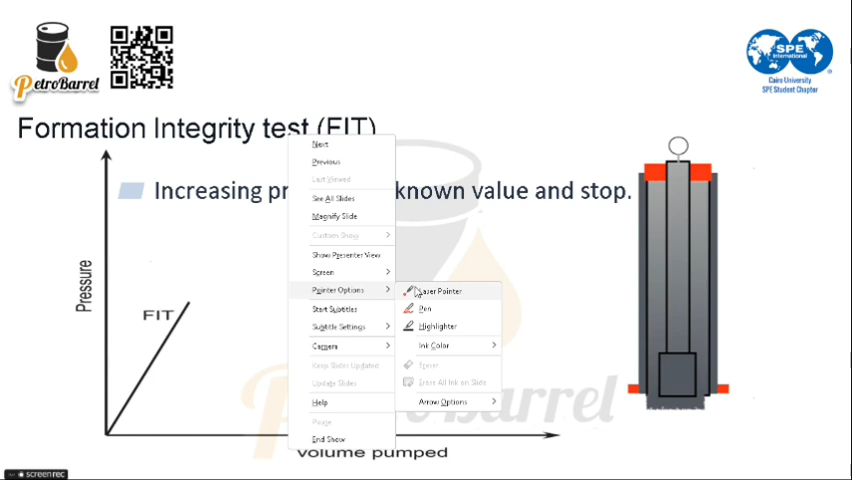 PetroBarrel
SPE
Cairo University
SPE Student Chapter
Formation Integrity test (FIT)
Increasing pr known value and stop.
Pressure
FIT
volume pumped
PetroBarrel
Next
Previous
Last Viewed
See All Slides
Magnify Slide
Custom Show
Show Presenter View
Screen
Pointer Options
Start Subtitles
Subtitle Settings
Camera
Keep Slides Updated
Update Slides
Help
Pause
End Show
Laser Pointer
Pen
Highlighter
Ink Color
Eraser
Erase All Ink on Slide
Arrow Options
SCREENREC